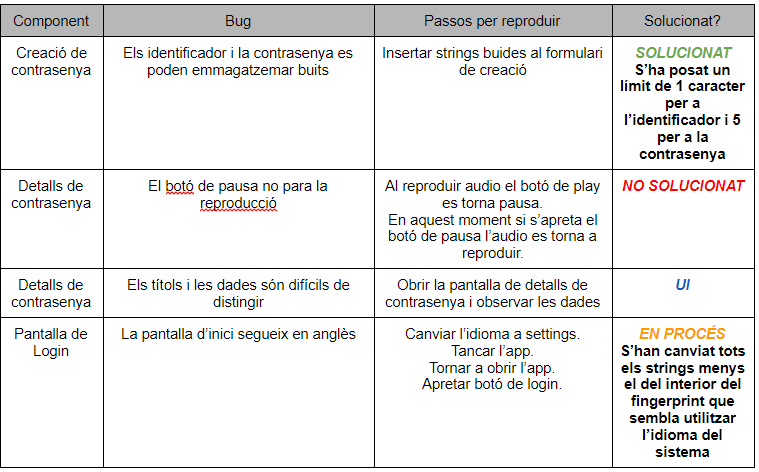 Component
Bug
Passos per reproduir
Solucionat?
Creació de
contrasenya
Els identificador i la contrasenya es
poden emmagatzemar buits
Insertar strings buides al formulari
de creació
SOLUCIONAT
S’ha posat un
límit de 1 caracter
per a
l’identificador i 5
per a la
contrasenya
Detalls de
contrasenya
El botó de pausa no para la
reproducció
Al reproduir audio el botó de play
es torna pausa.
En aquest moment si s’apreta el
botó de pausa l’audio es torna a
reproduir.
NO SOLUCIONAT
Detalls de
contrasenya
Els títols i les dades són difícils de
distingir
Obrir la pantalla de detalls de
contrasenya i observar les dades
UI
Pantalla de
Login
La pantalla d’inici segueix en anglès
Canviar l’idioma a settings.
Tancar l’app.
Tornar a obrir l’app.
Apretar botó de login.
EN PROCÉS
S’han canviat tots
els strings menys
el del interior del
fingerprint que
sembla utilitzar
l’idioma del
sistema